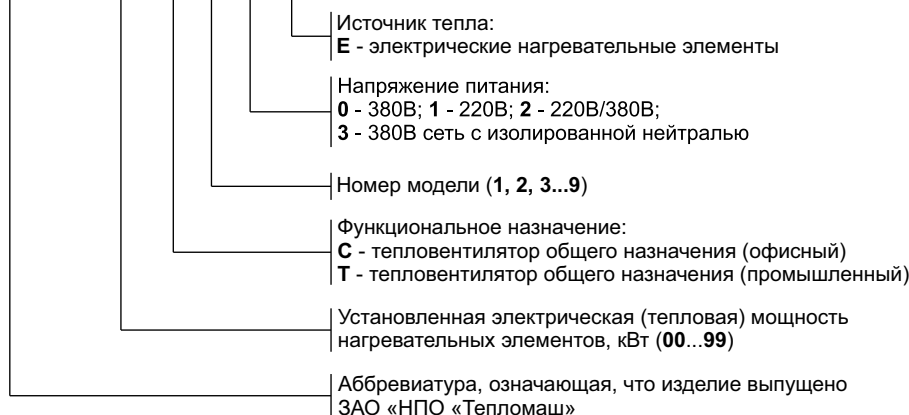 Источник тепла:
E - электрические нагревательные элементы
Напряжение питания:
0 - 380В; 1 - 220В; 2 - 220В/380В;
3 - 380В сеть с изолированной нейтралью
Номер модели (1, 2, 3...9)
Функциональное назначение:
С - тепловентилятор общего назначения (офисный)
Т - тепловентилятор общего назначения (промышленный)
Установленная электрическая (тепловая) мощность
нагревательных элементов, кВт (00...99)
Аббревиатура, означающая, что изделие выпущено
ЗАО «НПО «Тепломаш»